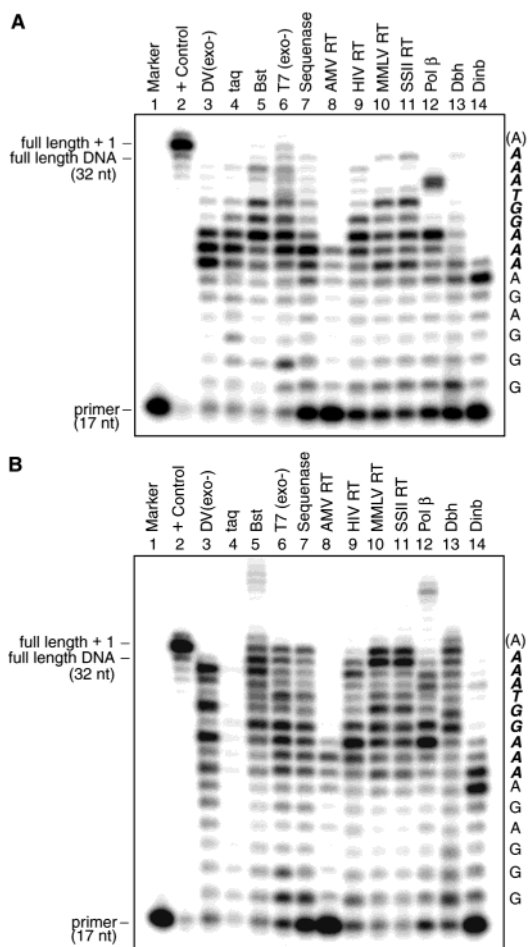 A
Marker
+ Control
DV(exo-)
taq
Bst
T7 (exo-)
Sequenase
AMV RT
HIV RT
MMLV RT
SSII RT
Pol β
Dbh
Dinb
1 2 3 4 5 6 7 8 9 10 11 12 13 14
full length + 1
full length DNA
(32 nt)
primer
(17 nt)
(A)
A
A
A
T
G
G
A
A
A
A
G
A
G
G
G
B
Marker
+ Control
DV(exo-)
taq
Bst
T7 (exo-)
Sequenase
AMV RT
HIV RT
MMLV RT
SSII RT
Pol β
Dbh
Dinb
1 2 3 4 5 6 7 8 9 10 11 12 13 14
full length + 1
full length DNA
(32 nt)
primer
(17 nt)
(A)
A
A
A
T
G
G
A
A
A
A
G
A
G
G
G